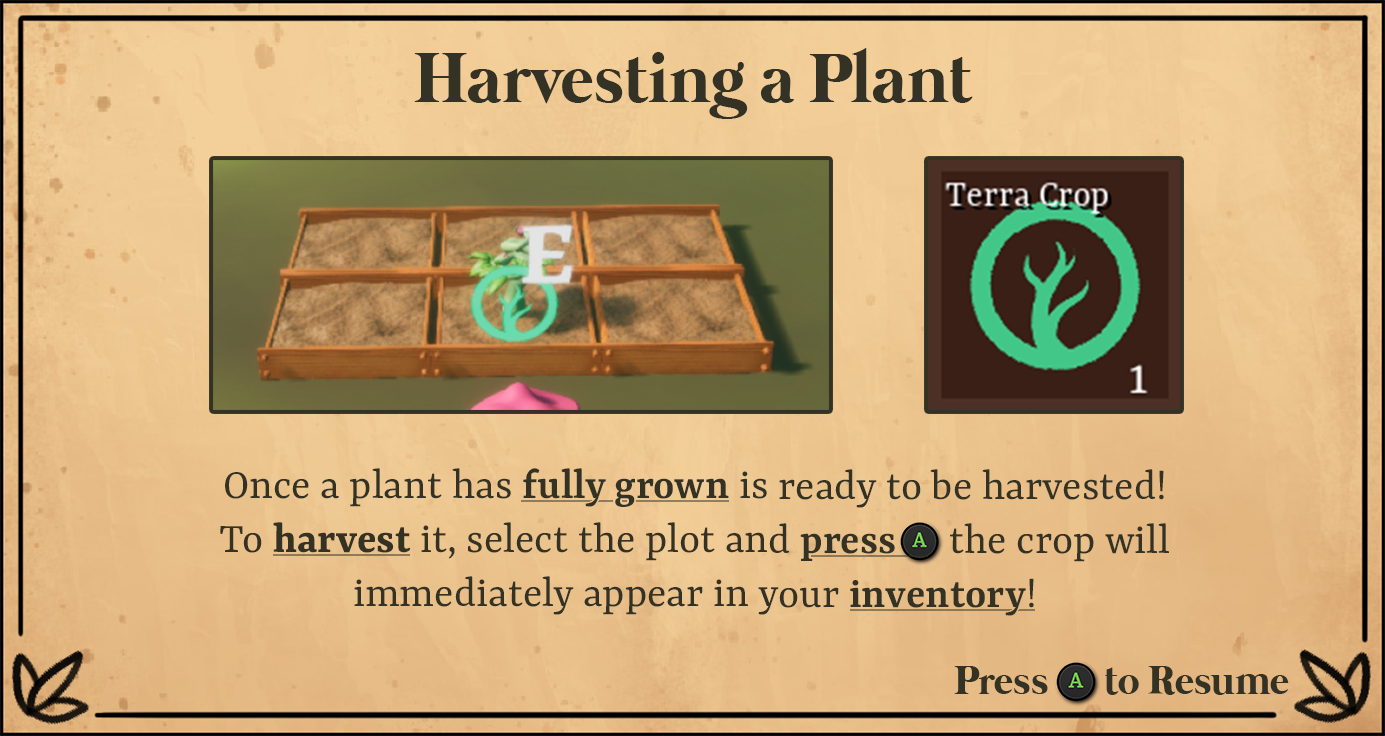 Harvesting a Plant
E
Terra Crop
1
Once a plant has fully grown is ready to be harvested!
To harvest it, select the plot and press A the crop will
immediately appear in your inventory!
Press A to Resume